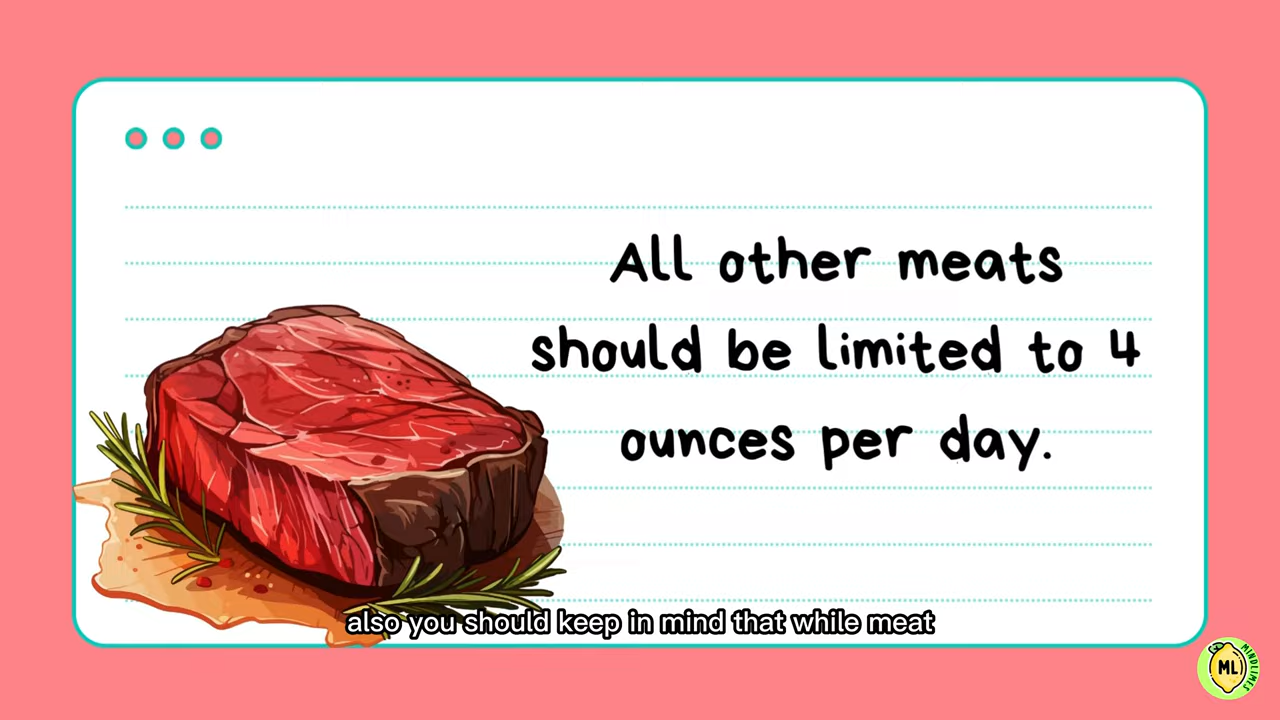 All other meats
should be limited to 4
ounces per day.
also you should keep in mind that while meat
ML
MINDLIMES